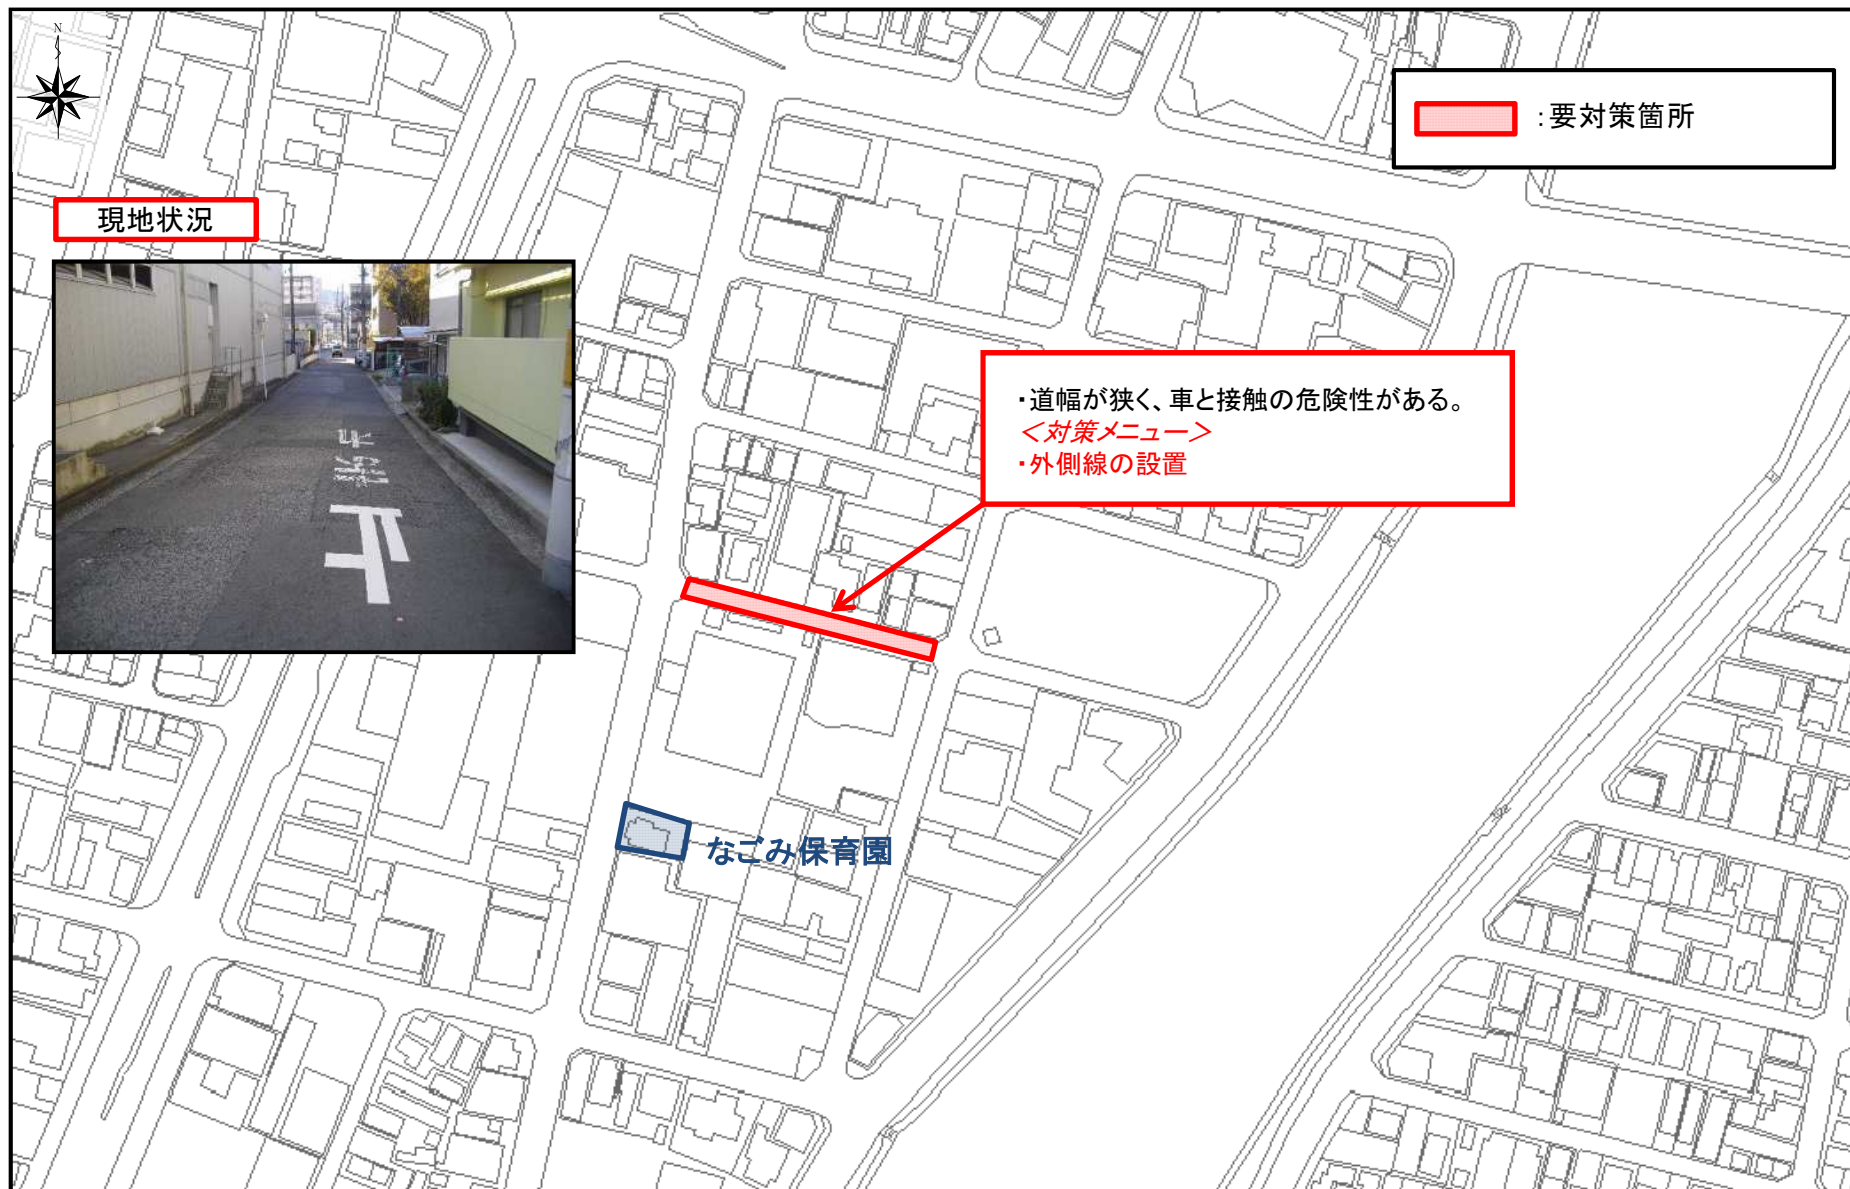 N
:要対策箇所
現地状況
・道幅が狭く、車と接触の危険性がある。
＜対策メニュー＞
・外側線の設置
なごみ保育園